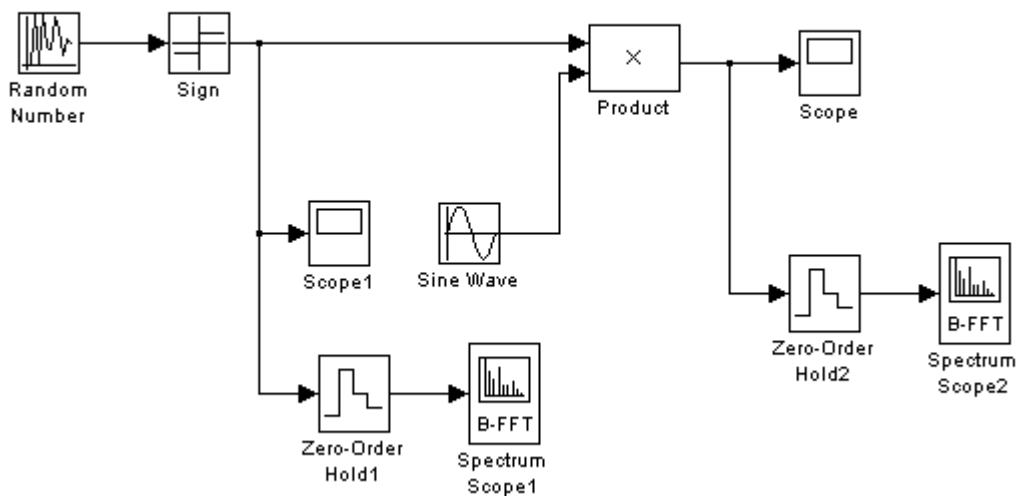 Random
Number
Sign
×
Product
Scope
Scope1
Sine Wave
Zero-Order
Hold2
B-FFT
Spectrum
Scope2
Zero-Order
Hold1
B-FFT
Spectrum
Scope1